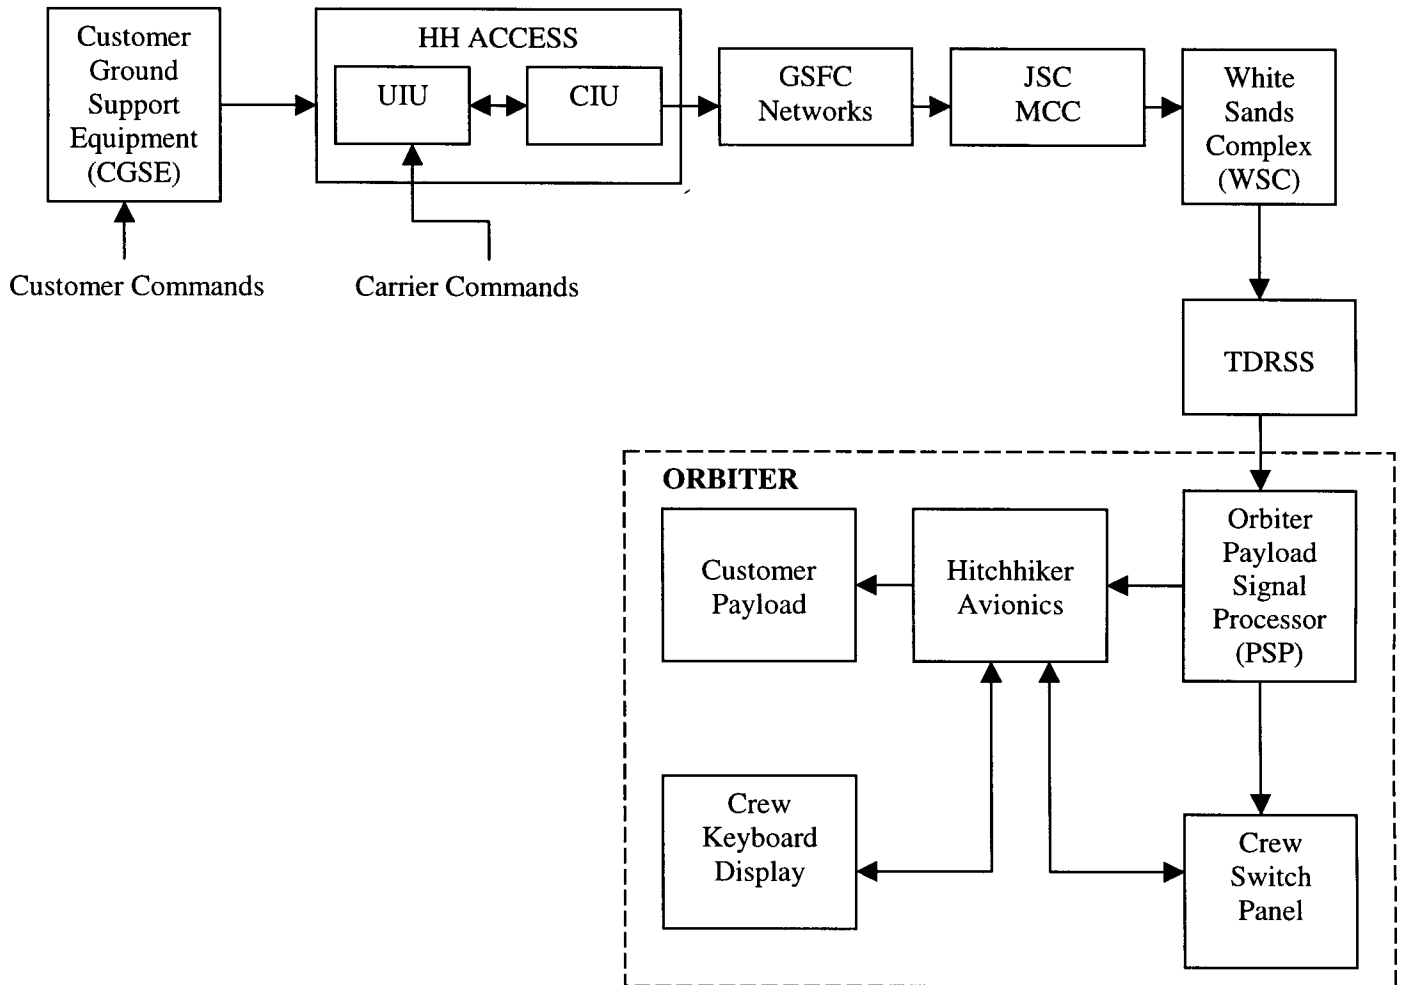 Customer
Ground
Support
Equipment
(CGSE)
HH ACCESS
UIU
CIU
GSFC
Networks
JSC
MCC
White
Sands
Complex
(WSC)
Customer Commands
Carrier Commands
TDRSS
ORBITER
Customer
Payload
Hitchhiker
Avionics
Orbiter
Payload
Signal
Processor
(PSP)
Crew
Keyboard
Display
Crew
Switch
Panel